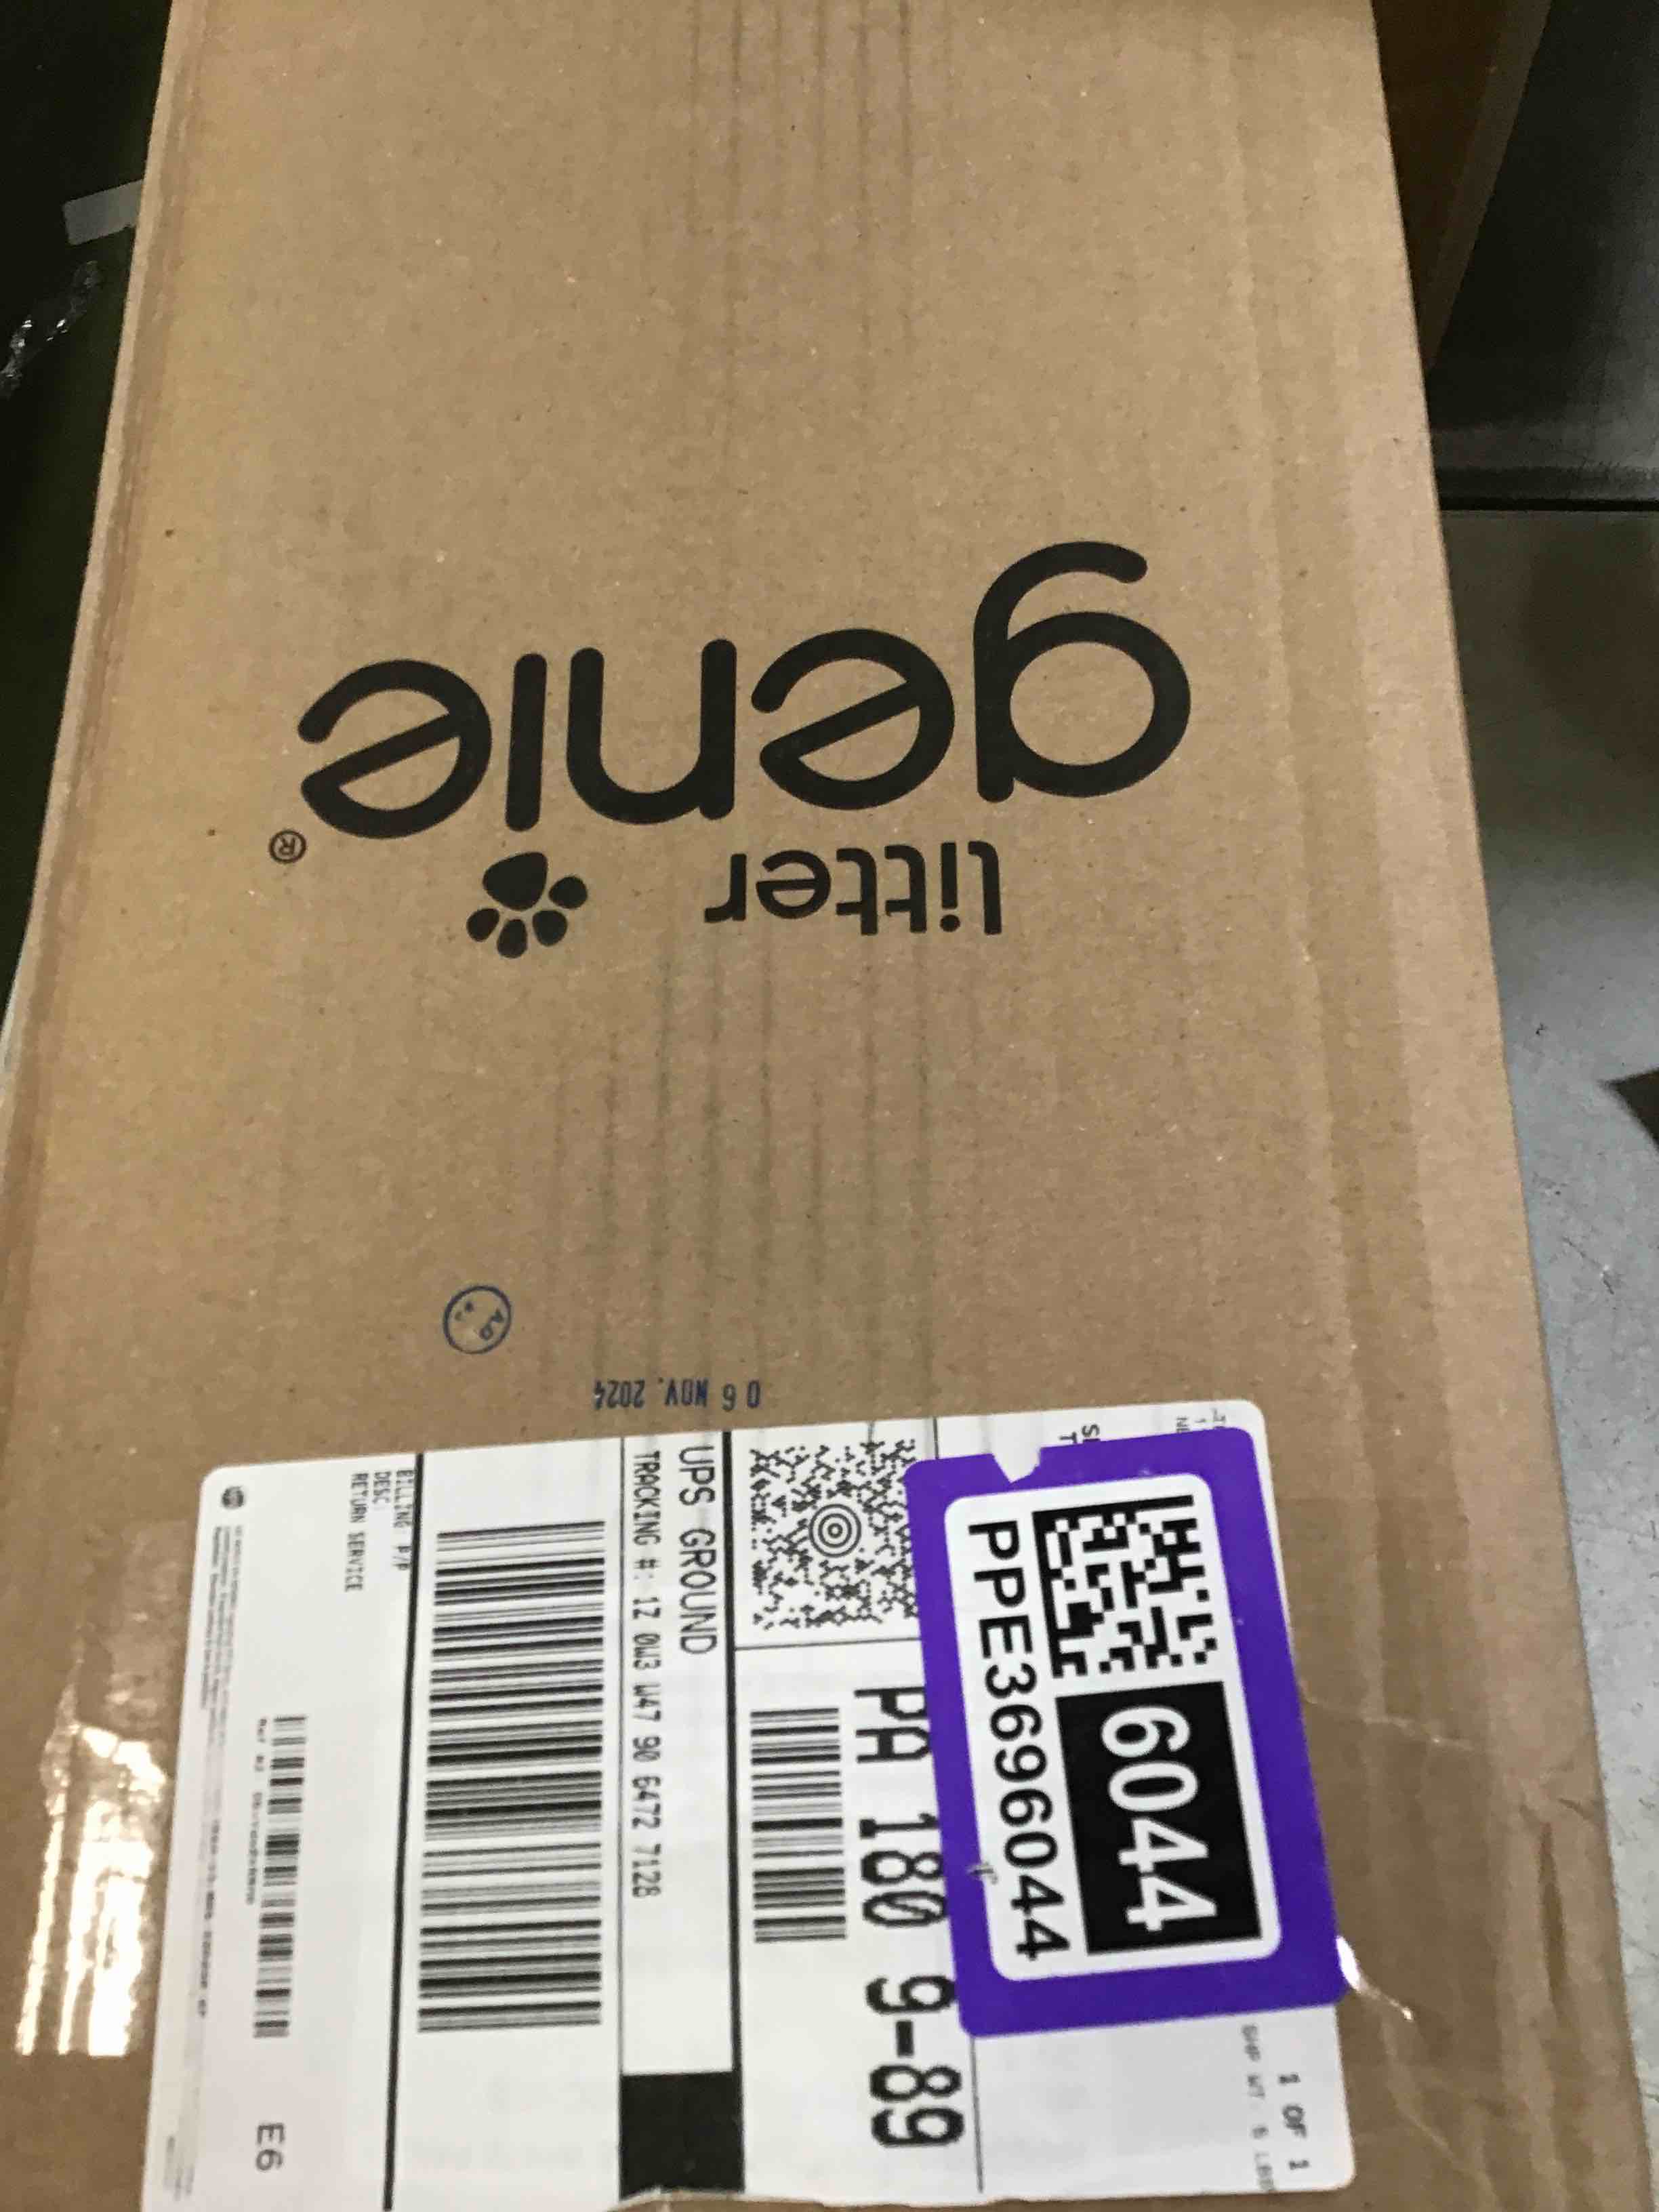 litter
genie®
06 NOV. 2024
1 OF 1
PPE3696044
6044
PA 180 9-89
UPS GROUND
TRACKING #: 1Z 0W3 W47 90 6472 7128
BILLING P/P
DESC
RETURN SERVICE
E6